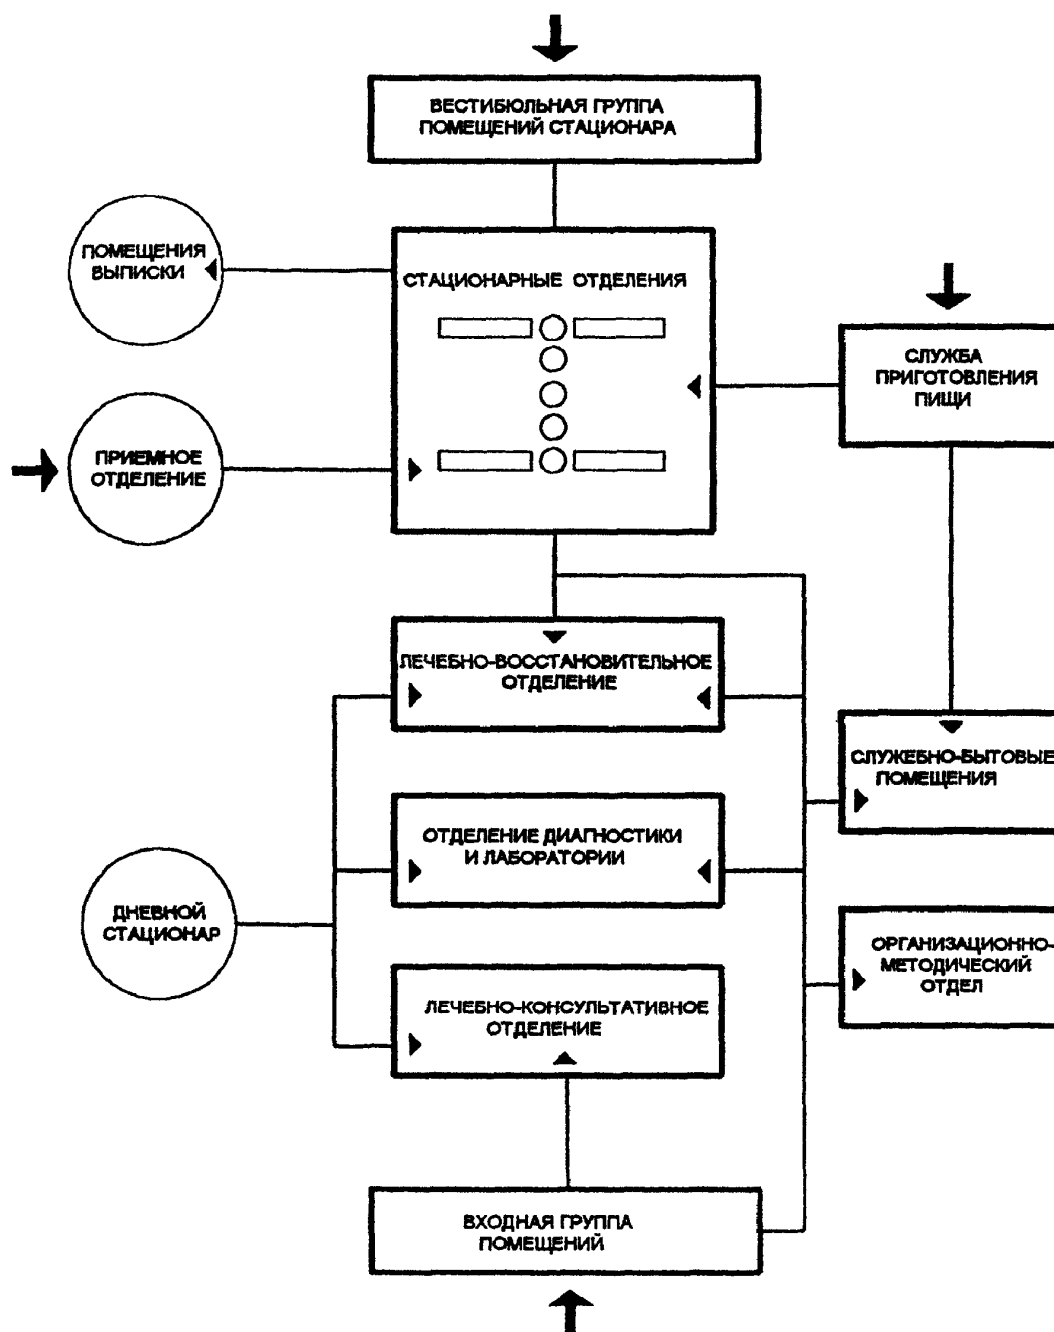 ВЕСТИБЮЛЬНАЯ ГРУППА
ПОМЕЩЕНИЙ СТАЦИОНАРА
ПОМЕЩЕНИЯ
ВЫПИСКИ
СТАЦИОНАРНЫЕ ОТДЕЛЕНИЯ
СЛУЖБА
ПРИГОТОВЛЕНИЯ
ПИЩИ
ПРИЕМНОЕ
ОТДЕЛЕНИЕ
ЛЕЧЕБНО-ВОССТАНОВИТЕЛЬНОЕ
ОТДЕЛЕНИЕ
СЛУЖЕБНО-БЫТОВЫЕ
ПОМЕЩЕНИЯ
ОТДЕЛЕНИЕ ДИАГНОСТИКИ
И ЛАБОРАТОРИИ
ДНЕВНОЙ
СТАЦИОНАР
ОРГАНИЗАЦИОННО-
МЕТОДИЧЕСКИЙ
ОТДЕЛ
ЛЕЧЕБНО-КОНСУЛЬТАТИВНОЕ
ОТДЕЛЕНИЕ
ВХОДНАЯ ГРУППА
ПОМЕЩЕНИЙ